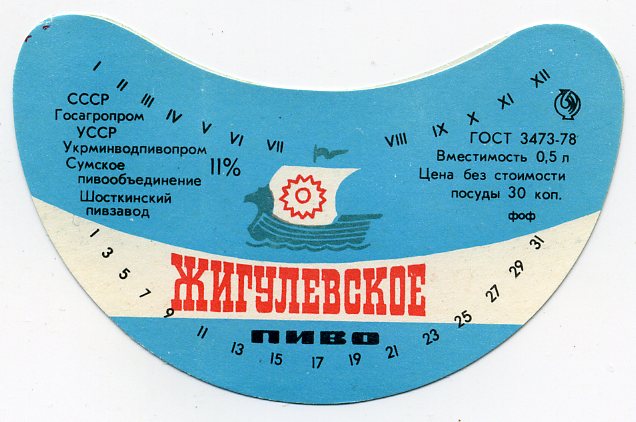 I II III IV V VI VII VIII IX X XI XII
СССР
Госагропром
УССР
Укрминводпивопром
Сумское
пивообъединение
Шосткинский
пивзавод
11%
ГОСТ 3473-78
Вместимость 0,5 л
Цена без стоимости
посуды 30 коп.
фоф
ЖИГУЛЕВСКОЕ
ПИВО
1 3 5 7 9 11 13 15 17 19 21 23 25 27 29 31